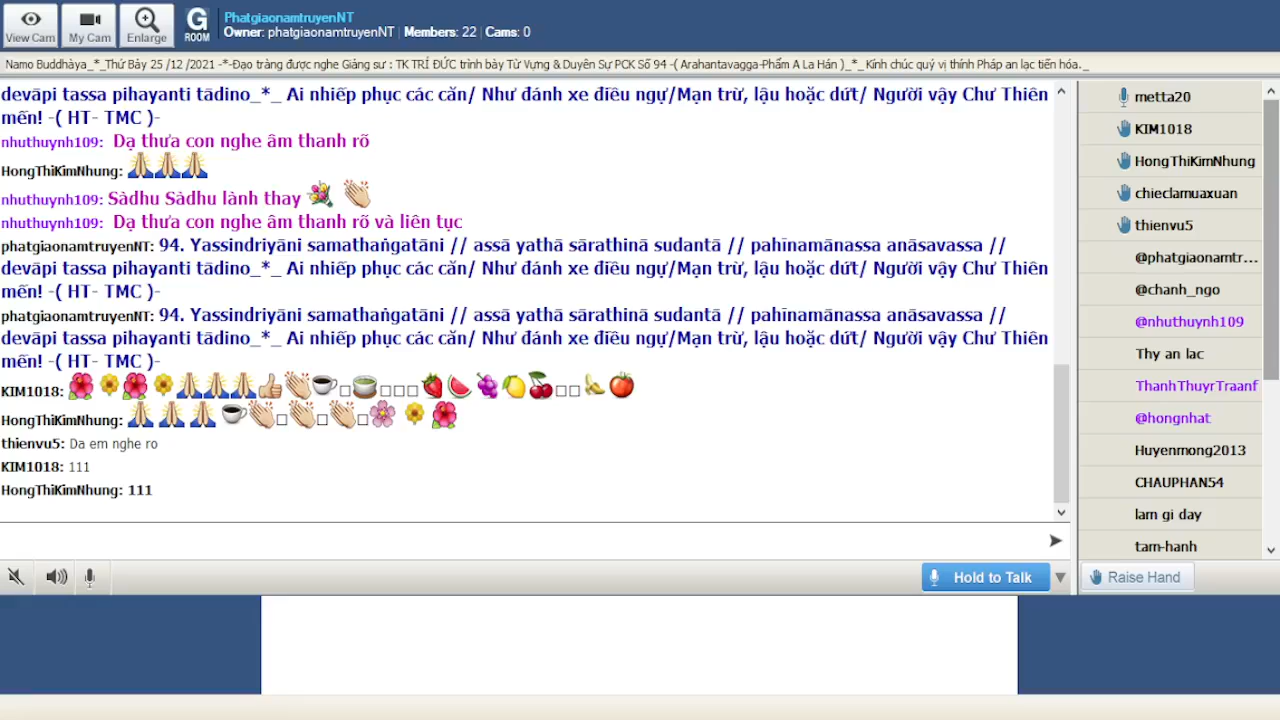 View Cam
My Cam
Enlarge
G ROOM
PhatgiaonamtruyenNT
Owner: phatgiaonamtruyenNT | Members: 22 | Cams: 0
Namo Buddhàya_*_Thứ Bảy 25 /12 /2021 -*-Đạo tràng được nghe Giảng sư : TK TRÍ ĐỨC trình bày Từ Vựng & Duyên Sự PCK Số 94 -( Arahantavagga-Phẩm A La Hán )_*_ Kính chúc quý vị thính Pháp an lạc tiến hóa._
devāpi tassa pihayanti tādino_*_ Ai nhiếp phục các căn/ Như đánh xe điều ngự/Mạn trừ, lậu hoặc dứt/ Người vậy Chư Thiên
mến! -( HT- TMC )-
nhuthuynh109: Dạ thưa con nghe âm thanh rõ
HongThiKimNhung: 🙏🙏🙏
nhuthuynh109: Sàdhu Sàdhu lành thay 💐 👏
nhuthuynh109: Dạ thưa con nghe âm thanh rõ và liên tục
phatgiaonamtruyenNT: 94. Yassindriyāni samathaṅgatāni // assā yathā sārathinā sudantā // pahīnamānassa anāsavassa //
devāpi tassa pihayanti tādino_*_ Ai nhiếp phục các căn/ Như đánh xe điều ngự/Mạn trừ, lậu hoặc dứt/ Người vậy Chư Thiên
mến! -( HT- TMC )-
phatgiaonamtruyenNT: 94. Yassindriyāni samathaṅgatāni // assā yathā sārathinā sudantā // pahīnamānassa anāsavassa //
devāpi tassa pihayanti tādino_*_ Ai nhiếp phục các căn/ Như đánh xe điều ngự/Mạn trừ, lậu hoặc dứt/ Người vậy Chư Thiên
mến! -( HT- TMC )-
KIM1018: 🌺🌼🌺🌼🙏🙏🙏👍👏☕□🍵□□□🍓🍉🍇🍋🍒□□🍌🍅
HongThiKimNhung: 🙏 🙏 🙏 ☕👏□👏□👏□🌸 🌼 🌺
thienvu5: Da em nghe ro
KIM1018: 111
HongThiKimNhung: 111
metta20
KIM1018
HongThiKimNhung
chieclamuaxuan
thienvu5
@phatgiaonamtr...
@chanh_ngo
@nhuthuynh109
Thy an lac
ThanhThuyrTraanf
@hongnhat
Huyenmong2013
CHAUPHAN54
lam gi day
tam-hanh
Hold to Talk
Raise Hand